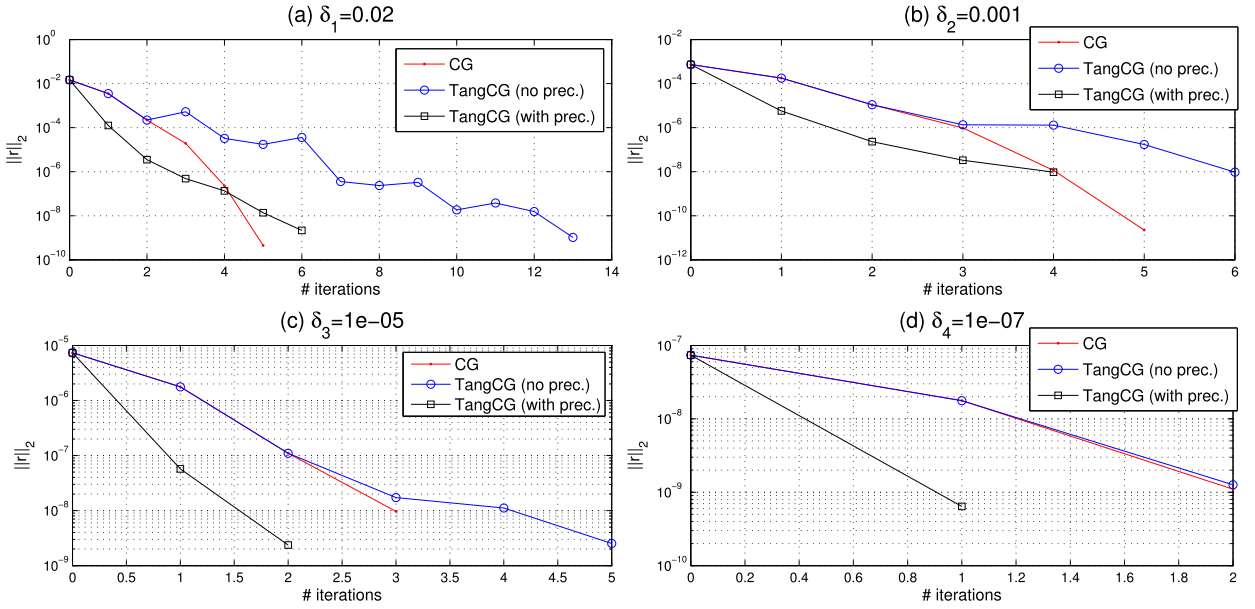 (a) δ₁=0.02
10⁰
10⁻²
10⁻⁴
10⁻⁶
10⁻⁸
10⁻¹⁰
||r||₂
CG
TangCG (no prec.)
TangCG (with prec.)
0 2 4 6 8 10 12 14
# iterations
(b) δ₂=0.001
10⁻²
10⁻⁴
10⁻⁶
10⁻⁸
10⁻¹⁰
10⁻¹²
||r||₂
CG
TangCG (no prec.)
TangCG (with prec.)
0 1 2 3 4 5 6
# iterations
(c) δ₃=1e−05
10⁻⁵
10⁻⁶
10⁻⁷
10⁻⁸
10⁻⁹
||r||₂
CG
TangCG (no prec.)
TangCG (with prec.)
0 0.5 1 1.5 2 2.5 3 3.5 4 4.5 5
# iterations
(d) δ₄=1e−07
10⁻⁷
10⁻⁸
10⁻⁹
10⁻¹⁰
||r||₂
CG
TangCG (no prec.)
TangCG (with prec.)
0 0.2 0.4 0.6 0.8 1 1.2 1.4 1.6 1.8 2
# iterations